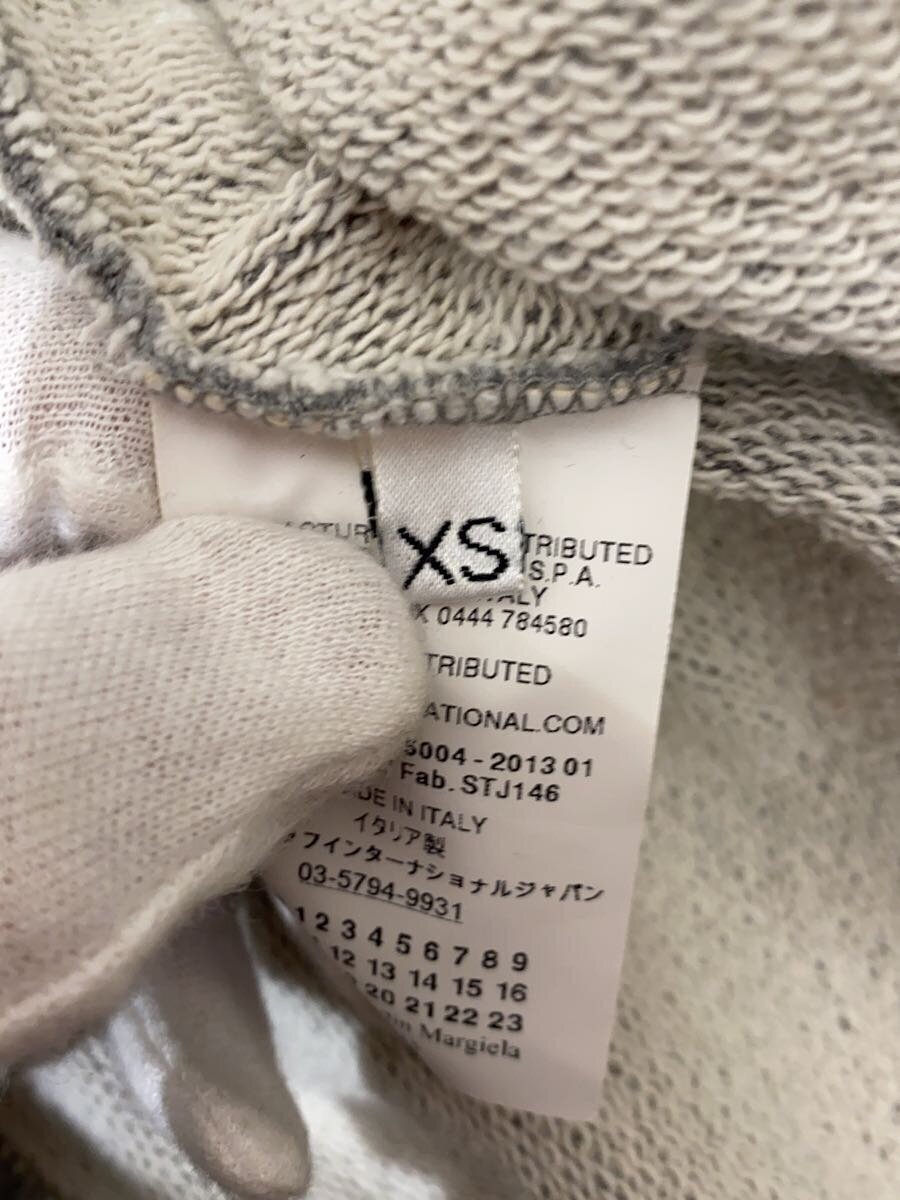 XS
TRIBUTED
S.P.A.
ITALY
0444 784580
TRIBUTED
ATIONAL.COM
5004 - 2013 01
Fab. STJ146
DE IN ITALY
イタリア製
フインターナショナルジャパン
03-5794-9931
1 2 3 4 5 6 7 8 9
12 13 14 15 16
20 21 22 23
Margiela